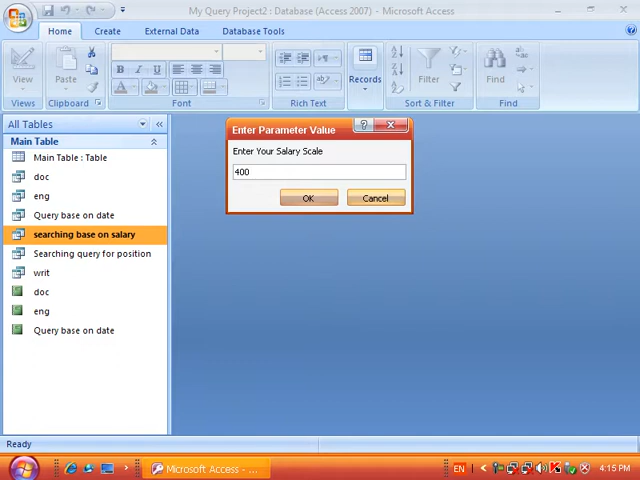 My Query Project2 : Database (Access 2007) - Microsoft Access
Home Create External Data Database Tools
View
Paste
B I U
A
ab
Records
Filter
Find
Views Clipboard Font Rich Text Sort & Filter Find
All Tables
Main Table
Main Table : Table
doc
eng
Query base on date
searching base on salary
Searching query for position
writ
doc
eng
Query base on date
Enter Parameter Value
Enter Your Salary Scale
400
OK Cancel
Ready
Microsoft Access - ...
EN
4:15 PM